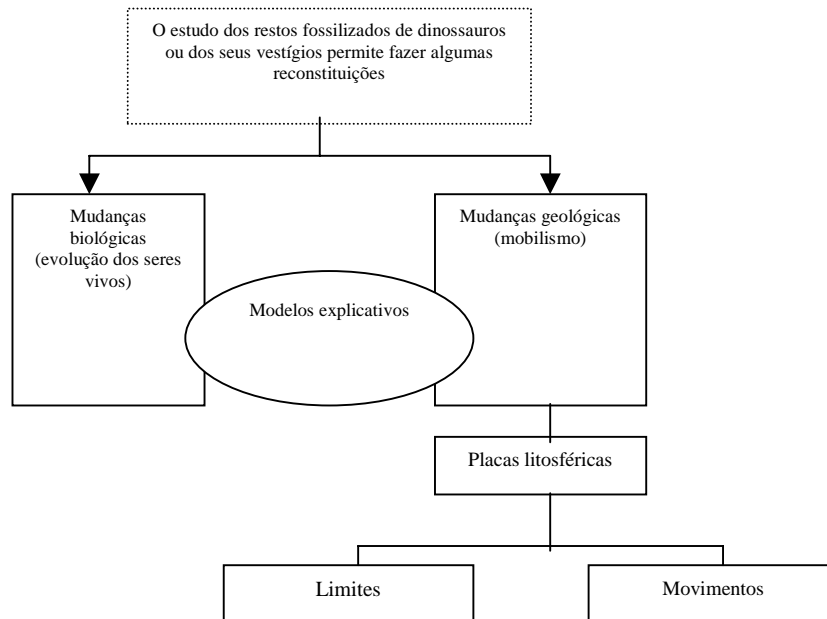 O estudo dos restos fossilizados de dinossauros
ou dos seus vestígios permite fazer algumas
reconstituições
Mudanças
biológicas
(evolução dos seres
vivos)
Mudanças geológicas
(mobilismo)
Modelos explicativos
Placas litosféricas
Limites
Movimentos